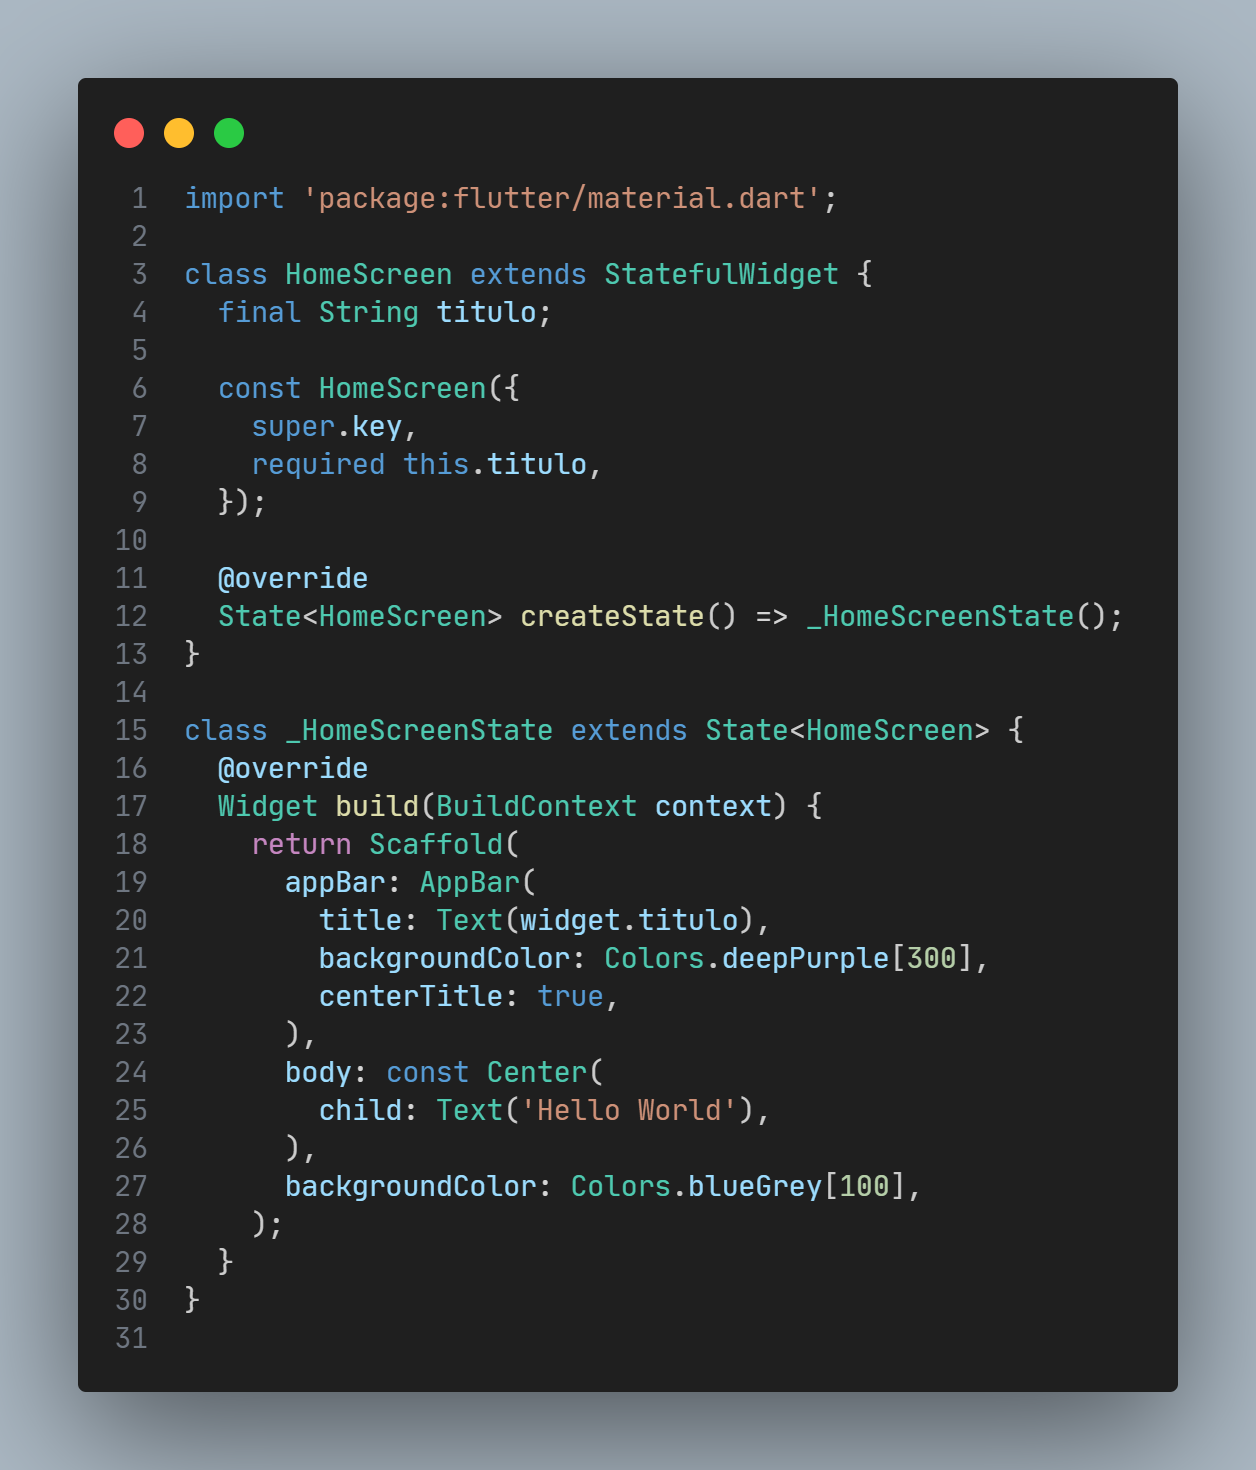 1 import 'package:flutter/material.dart';
2
3 class HomeScreen extends StatefulWidget {
4   final String titulo;
5
6   const HomeScreen({
7     super.key,
8     required this.titulo,
9   });
10
11   @override
12   State<HomeScreen> createState() => _HomeScreenState();
13 }
14
15 class _HomeScreenState extends State<HomeScreen> {
16   @override
17   Widget build(BuildContext context) {
18     return Scaffold(
19       appBar: AppBar(
20         title: Text(widget.titulo),
21         backgroundColor: Colors.deepPurple[300],
22         centerTitle: true,
23       ),
24       body: const Center(
25         child: Text('Hello World'),
26       ),
27       backgroundColor: Colors.blueGrey[100],
28     );
29   }
30 }
31